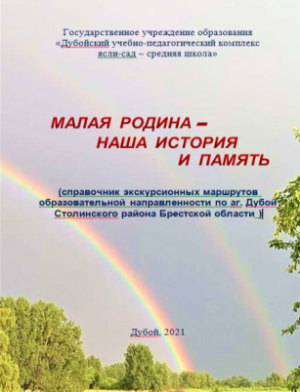 Государственное учреждение образования
«Дубойский учебно-педагогический комплекс
ясли-сад – средняя школа»
МАЛАЯ РОДИНА –
НАША ИСТОРИЯ
И ПАМЯТЬ
(справочник экскурсионных маршрутов
образовательной направленности по аг. Дубой
Столинского района Брестской области )
Дубой, 2021